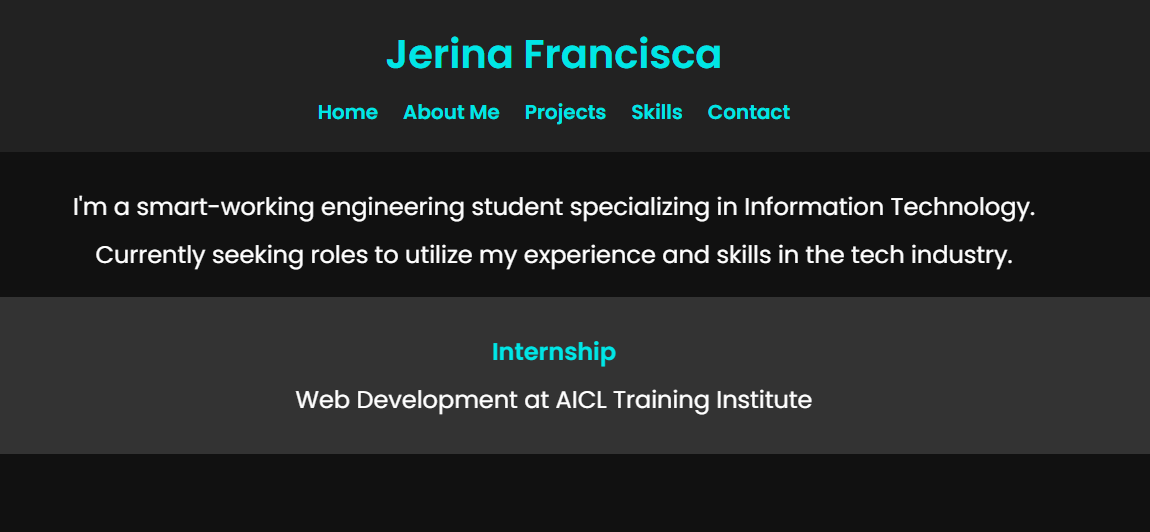 Jerina Francisca
Home About Me Projects Skills Contact
I'm a smart-working engineering student specializing in Information Technology.
Currently seeking roles to utilize my experience and skills in the tech industry.
Internship
Web Development at AICL Training Institute